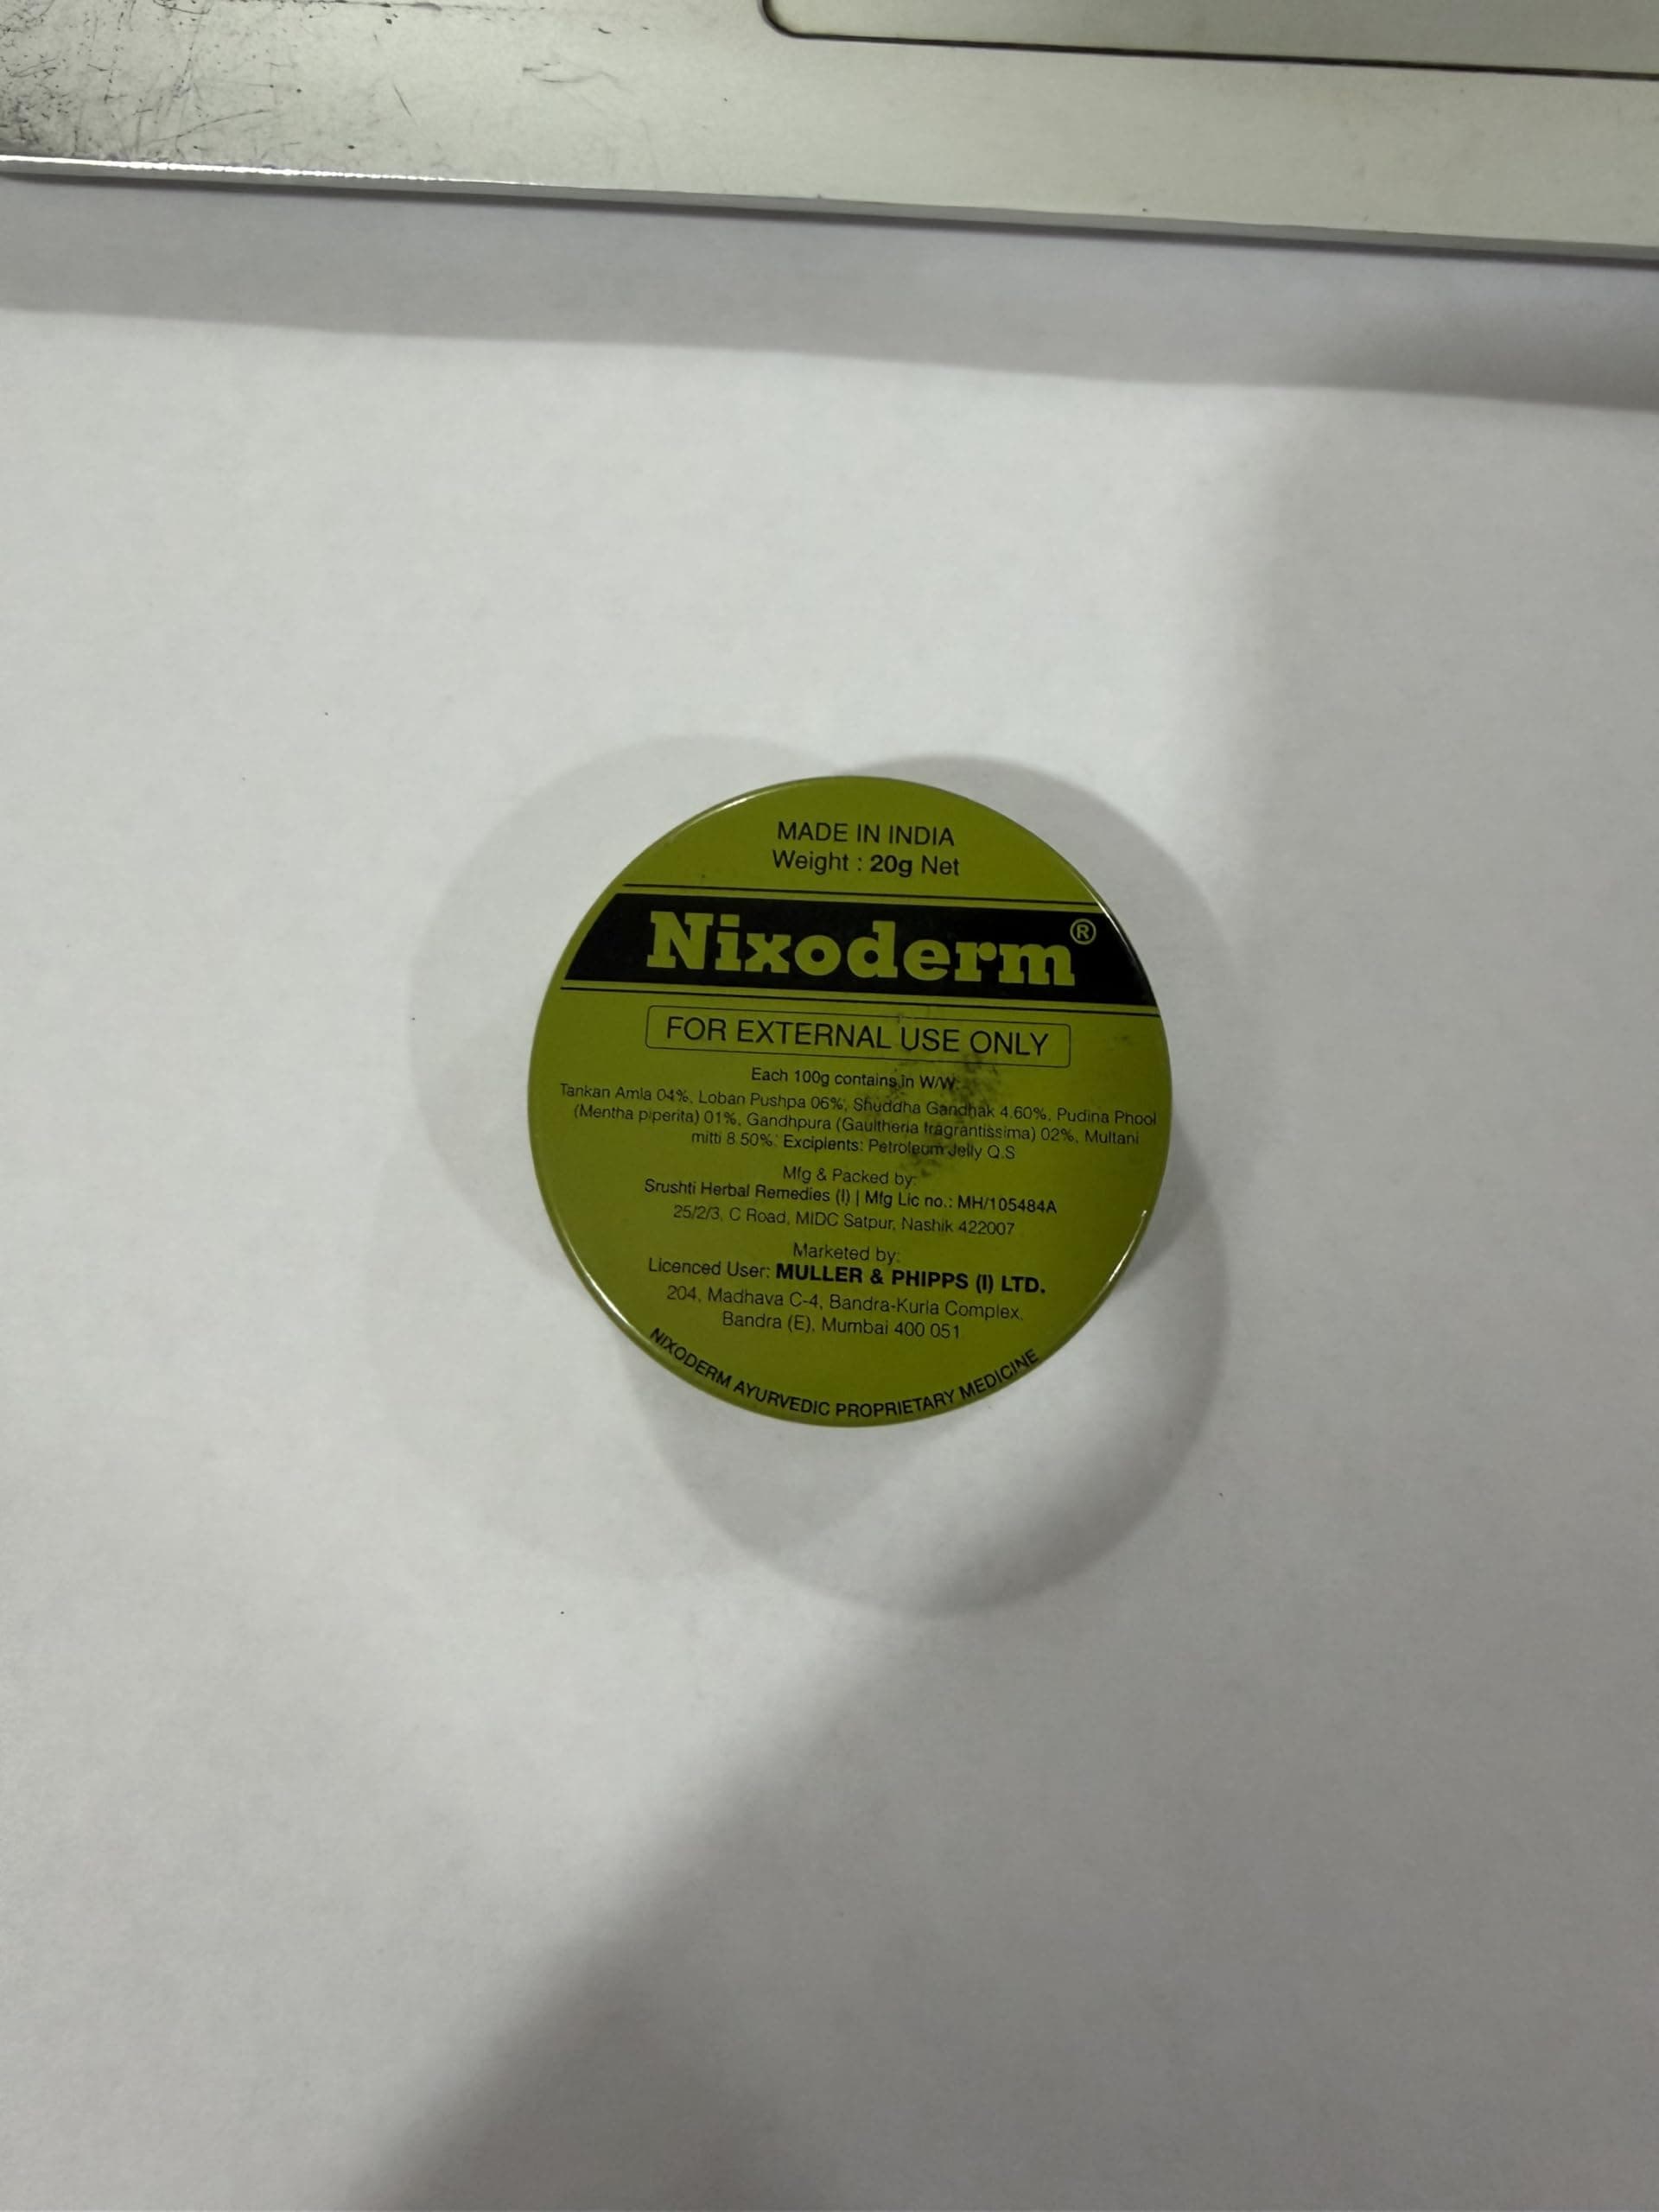 MADE IN INDIA
Weight : 20g Net
Nixoderm®
FOR EXTERNAL USE ONLY
Each 100g contains in W/W:
Tankan Amla 04%, Loban Pushpa 06%, Shuddha Gandhak 4.60%, Pudina Phool
(Mentha piperita) 01%, Gandhpura (Gaultheria fragrantissima) 02%, Multani
mitti 8.50% Excipients: Petroleum Jelly Q.S
Mfg & Packed by:
Srushti Herbal Remedies (I) | Mfg Lic no.: MH/105484A
25/2/3, C Road, MIDC Satpur, Nashik 422007
Marketed by:
Licenced User: MULLER & PHIPPS (I) LTD.
204, Madhava C-4, Bandra-Kurla Complex,
Bandra (E), Mumbai 400 051
NIXODERM AYURVEDIC PROPRIETARY MEDICINE